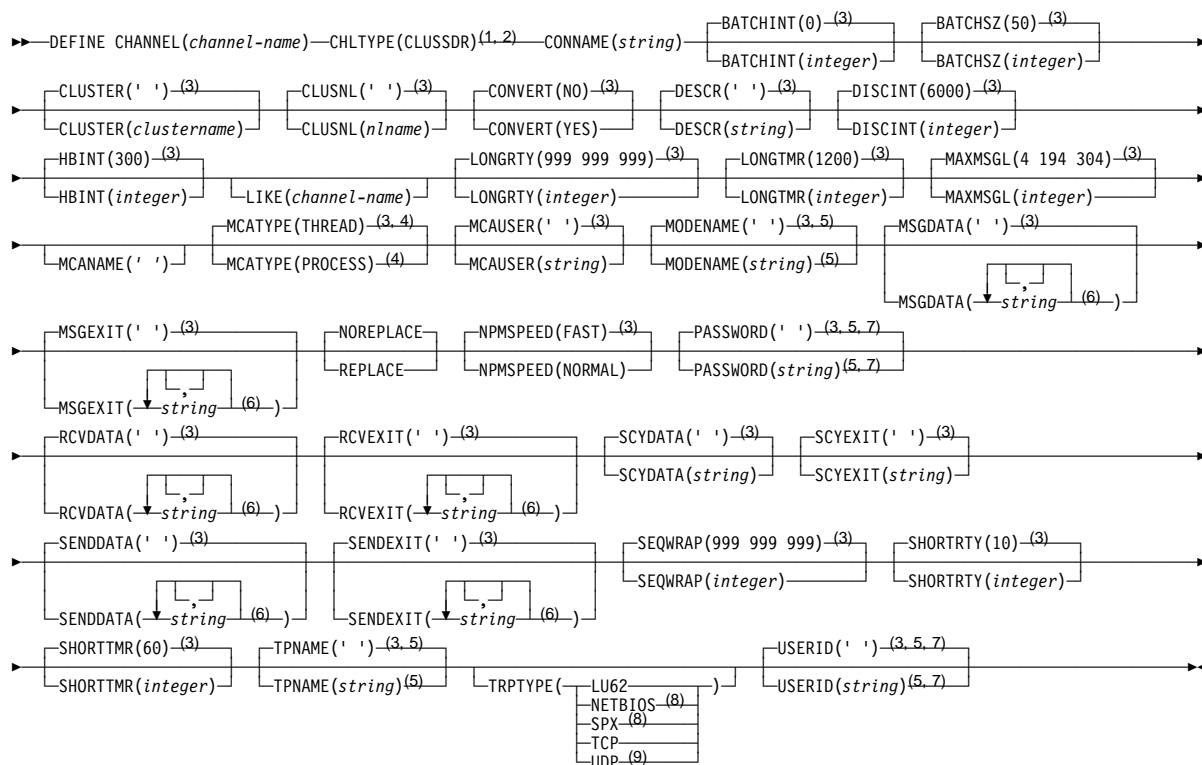 BATCHINT(0) (3) BATCHSZ(50) (3)
DEFINE CHANNEL(channel-name) CHLTYPE(CLUSSDR) (1, 2) CONNAME(string)
BATCHINT(integer) BATCHSZ(integer)
CLUSTER(' ') (3) CLUSNL(' ') (3) CONVERT(NO) (3) DESCR(' ') (3) DISCINT(6000) (3)
CLUSTER(clustername) CLUSNL(nlname) CONVERT(YES) DESCR(string) DISCINT(integer)
HBINT(300) (3) LONGRTY(999 999 999) (3) LONGTMR(1200) (3) MAXMSGL(4 194 304) (3)
HBINT(integer) LIKE(channel-name) LONGRTY(integer) LONGTMR(integer) MAXMSGL(integer)
MCATYPE(THREAD) (3, 4) MCAUSER(' ') (3) MODENAME(' ') (3, 5) MSGDATA(' ') (3)
MCANAME(' ') MCATYPE(PROCESS) (4) MCAUSER(string) MODENAME(string) (5)
,
MSGDATA( string (6) )
MSGEXIT(' ') (3) NOREPLACE NPMSPEED(FAST) (3) PASSWORD(' ') (3, 5, 7)
REPLACE NPMSPEED(NORMAL) PASSWORD(string) (5, 7)
,
MSGEXIT( string (6) )
RCVDATA(' ') (3) RCVEXIT(' ') (3) SCYDATA(' ') (3) SCYEXIT(' ') (3)
SCYDATA(string) SCYEXIT(string)
, ,
RCVDATA( string (6) ) RCVEXIT( string (6) )
SENDDATA(' ') (3) SENDEXIT(' ') (3) SEQWRAP(999 999 999) (3) SHORTRTY(10) (3)
SEQWRAP(integer) SHORTRTY(integer)
, ,
SENDDATA( string (6) ) SENDEXIT( string (6) )
SHORTTMR(60) (3) TPNAME(' ') (3, 5) USERID(' ') (3, 5, 7)
SHORTTMR(integer) TPNAME(string) (5) TRPTYPE( LU62 ) USERID(string) (5, 7)
NETBIOS (8)
SPX (8)
TCP
UDP (9)